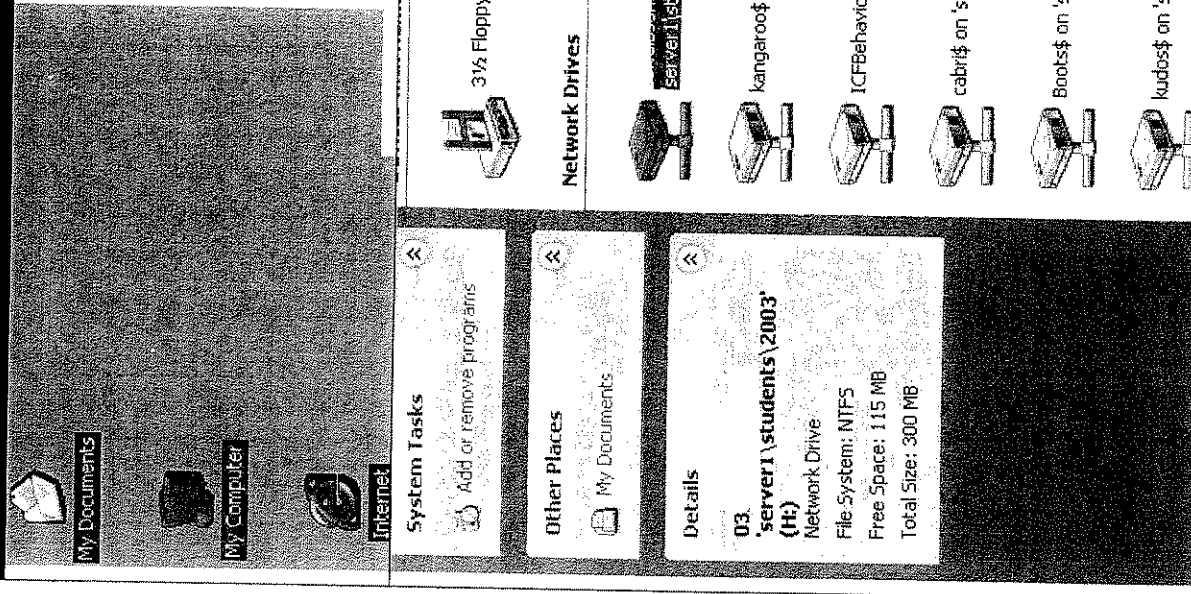 My Documents
My Computer
Internet
System Tasks
Add or remove programs
Other Places
My Documents
Details
03
'server1\students\2003'
(H:)
Network Drive
File System: NTFS
Free Space: 115 MB
Total Size: 300 MB
3½ Floppy
Network Drives
kangaroo$
ICFBehavio
cabri$ on 's
Boots$ on 's
kudos$ on 's